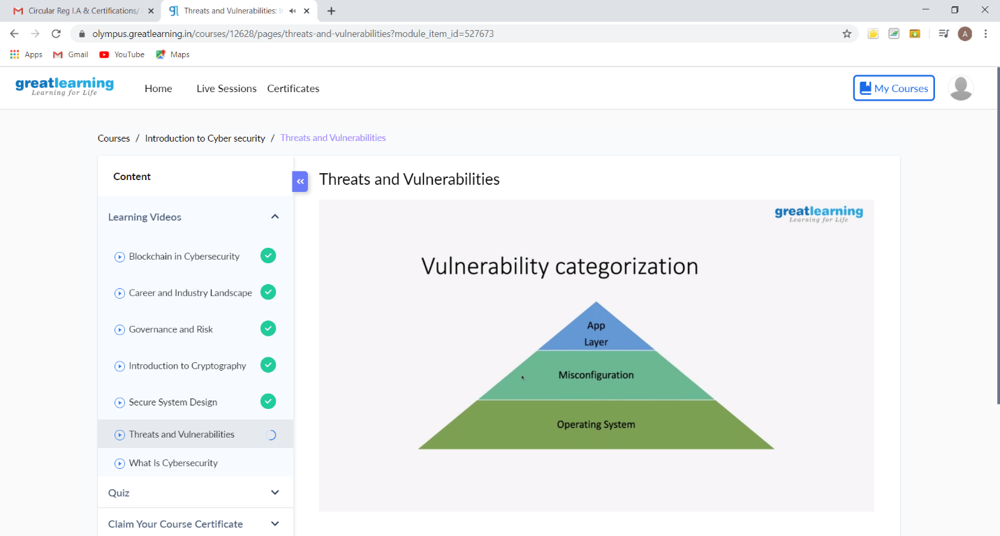 Circular Reg I.A & Certifications/
Threats and Vulnerabilities: I
olympus.greatlearning.in/courses/12628/pages/threats-and-vulnerabilities?module_item_id=527673
A
Apps
Gmail
YouTube
Maps
greatlearning
Learning for Life
Home
Live Sessions
Certificates
My Courses
Courses / Introduction to Cyber security / Threats and Vulnerabilities
Content
Learning Videos
Blockchain in Cybersecurity
Career and Industry Landscape
Governance and Risk
Introduction to Cryptography
Secure System Design
Threats and Vulnerabilities
What Is Cybersecurity
Quiz
Claim Your Course Certificate
Threats and Vulnerabilities
greatlearning
Learning for Life
Vulnerability categorization
App
Layer
Misconfiguration
Operating System